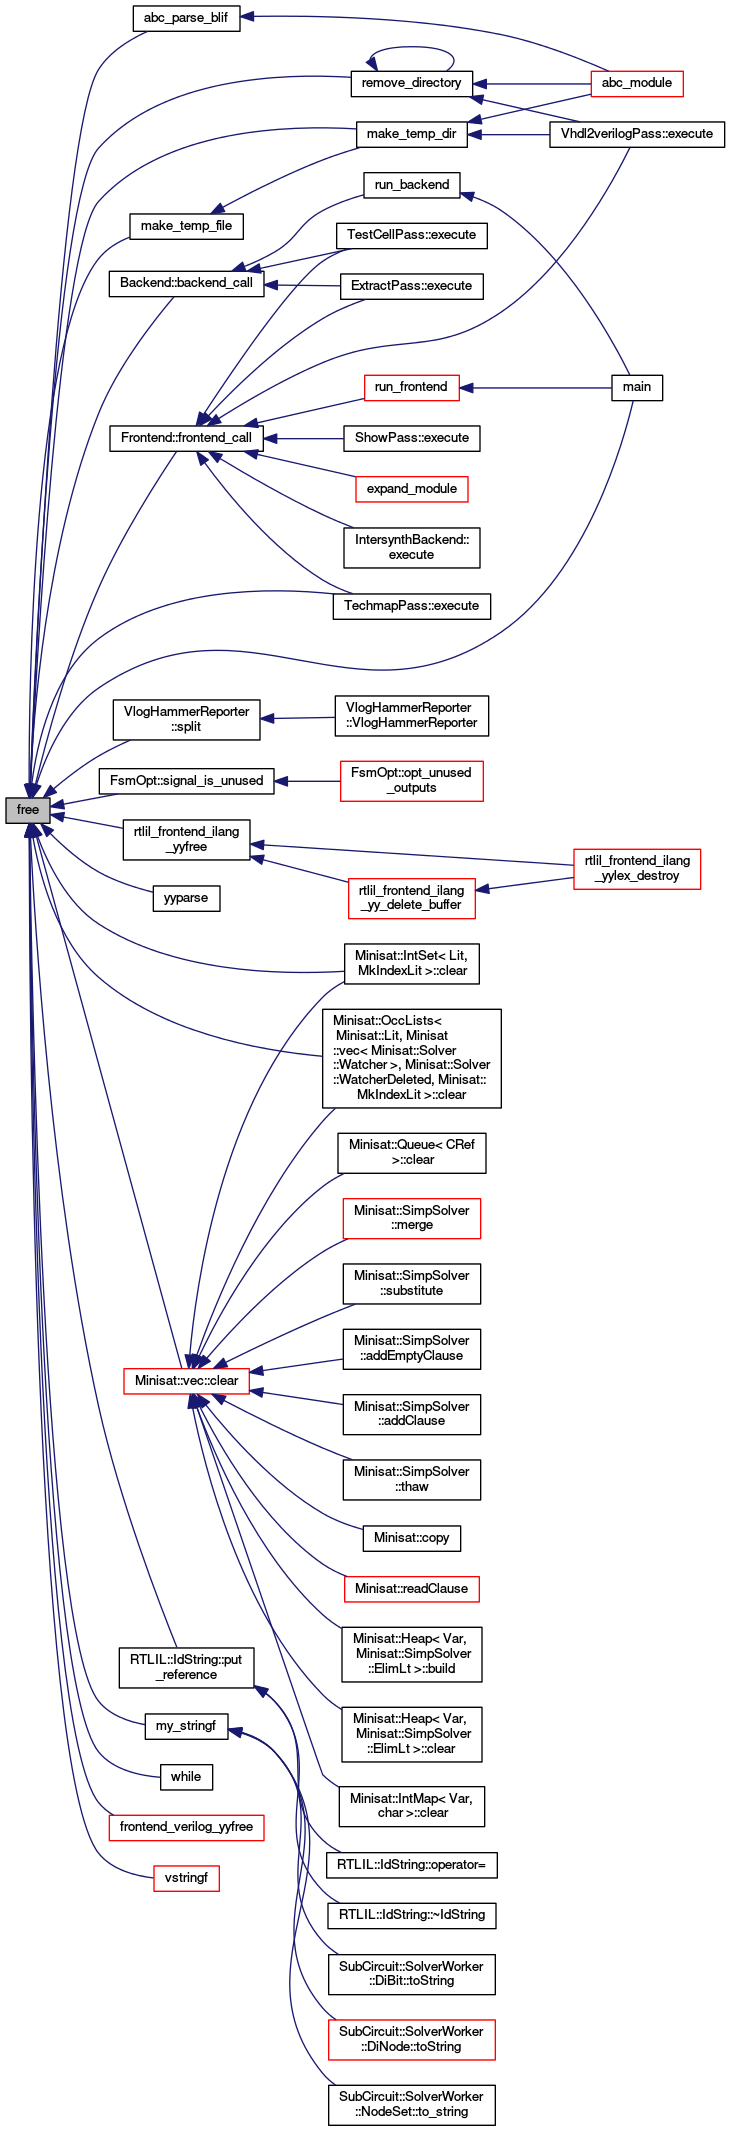 abc_parse_blif
remove_directory
abc_module
make_temp_dir
Vhdl2verilogPass::execute
run_backend
make_temp_file
TestCellPass::execute
Backend::backend_call
ExtractPass::execute
run_frontend
main
Frontend::frontend_call
ShowPass::execute
expand_module
IntersynthBackend::
execute
TechmapPass::execute
VlogHammerReporter
::split
VlogHammerReporter
::VlogHammerReporter
FsmOpt::signal_is_unused
FsmOpt::opt_unused
_outputs
free
rtlil_frontend_ilang
_yyfree
rtlil_frontend_ilang
_yylex_destroy
yyparse
rtlil_frontend_ilang
_yy_delete_buffer
Minisat::IntSet< Lit,
MkIndexLit >::clear
Minisat::OccLists<
Minisat::Lit, Minisat
::vec< Minisat::Solver
::Watcher >, Minisat::Solver
::WatcherDeleted, Minisat::
MkIndexLit >::clear
Minisat::Queue< CRef
>::clear
Minisat::SimpSolver
::merge
Minisat::SimpSolver
::substitute
Minisat::SimpSolver
::addEmptyClause
Minisat::vec::clear
Minisat::SimpSolver
::addClause
Minisat::SimpSolver
::thaw
Minisat::copy
Minisat::readClause
Minisat::Heap< Var,
Minisat::SimpSolver
::ElimLt >::build
RTLIL::IdString::put
_reference
Minisat::Heap< Var,
Minisat::SimpSolver
::ElimLt >::clear
my_stringf
while
Minisat::IntMap< Var,
char >::clear
frontend_verilog_yyfree
RTLIL::IdString::operator=
vstringf
RTLIL::IdString::~IdString
SubCircuit::SolverWorker
::DiBit::toString
SubCircuit::SolverWorker
::DiNode::toString
SubCircuit::SolverWorker
::NodeSet::to_string